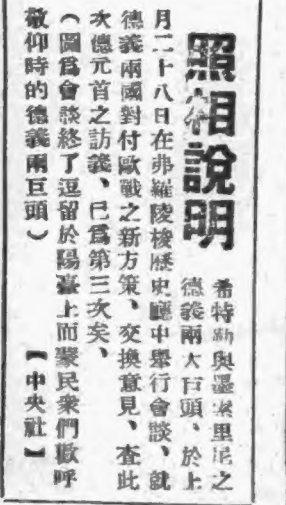 照相說明
希特勒與墨索里尼之
德義兩大巨頭、於上
月二十八日在弗羅陵梭歷史廳中舉行會談、就
德義兩國對付歐戰之新方策、交換意見、查此
次德元首之訪義、已爲第三次矣、
(圖爲會談終了逗留於陽臺上而蒙民衆們歡呼
敬仰時的德義兩巨頭) 【中央社】